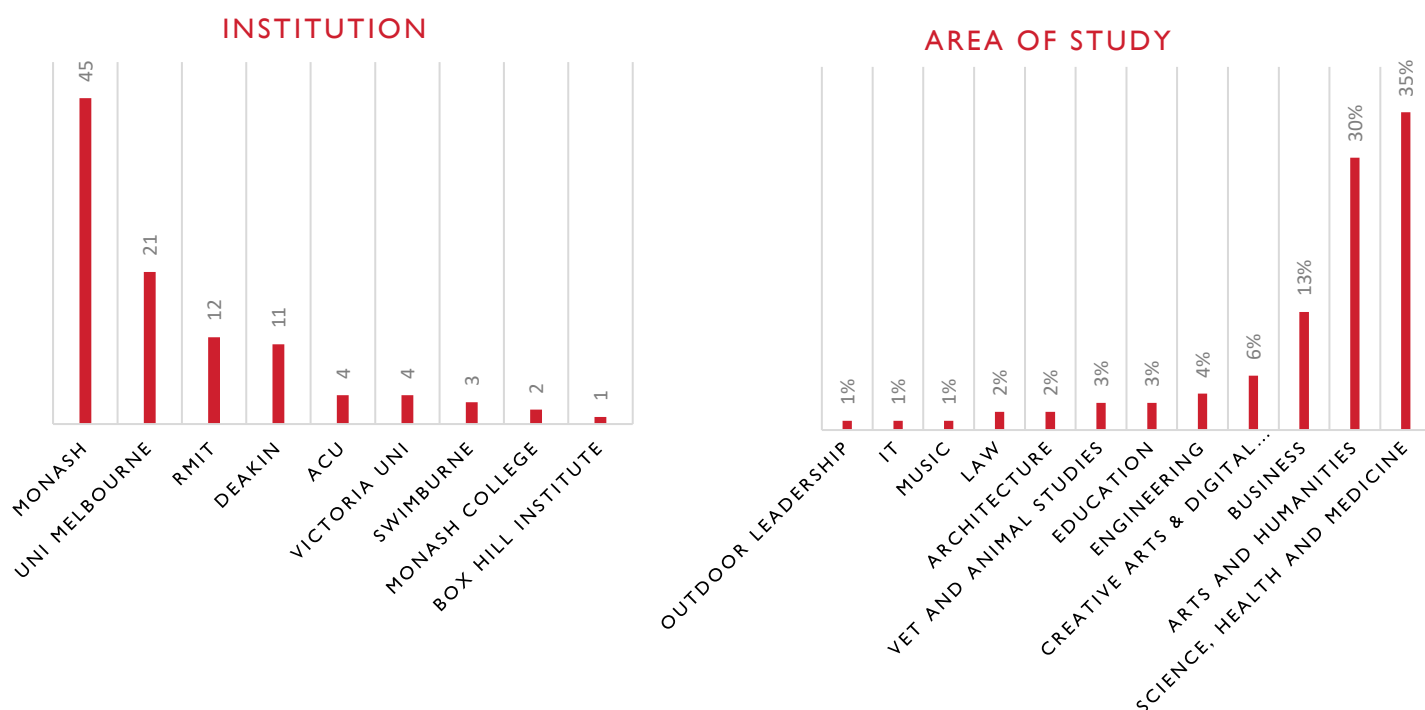 INSTITUTION
45
21
12
11
4
4
3
2
1
MONASH
UNI MELBOURNE
RMIT
DEAKIN
ACU
VICTORIA UNI
SWIMBURNE
MONASH COLLEGE
BOX HILL INSTITUTE
AREA OF STUDY
1%
1%
1%
2%
2%
3%
3%
4%
6%
13%
30%
35%
OUTDOOR LEADERSHIP
IT
MUSIC
LAW
ARCHITECTURE
VET AND ANIMAL STUDIES
EDUCATION
ENGINEERING
CREATIVE ARTS & DIGITAL…
BUSINESS
ARTS AND HUMANITIES
SCIENCE, HEALTH AND MEDICINE